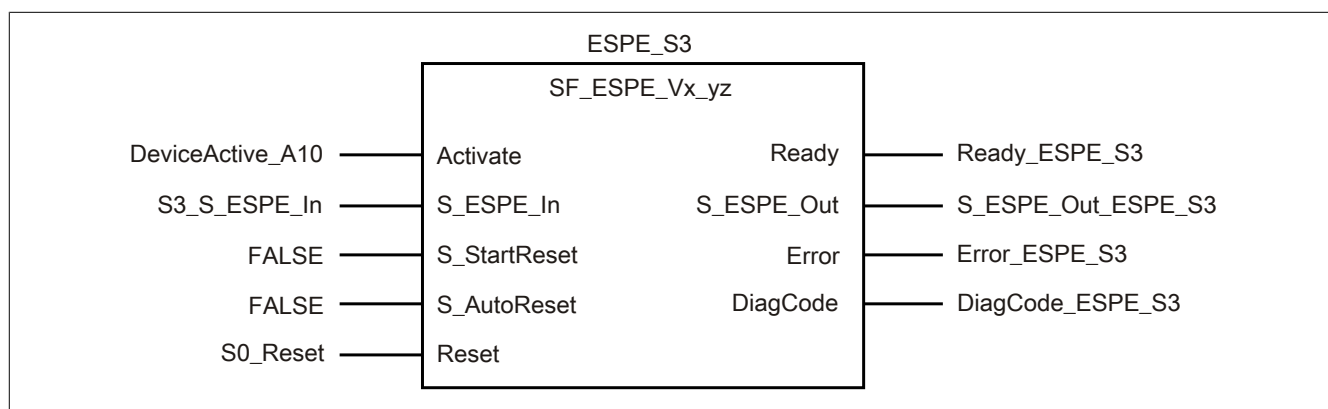 ESPE_S3
SF_ESPE_Vx_yz
DeviceActive_A10 Activate Ready Ready_ESPE_S3
S3_S_ESPE_In S_ESPE_In S_ESPE_Out S_ESPE_Out_ESPE_S3
FALSE S_StartReset Error Error_ESPE_S3
FALSE S_AutoReset DiagCode DiagCode_ESPE_S3
S0_Reset Reset